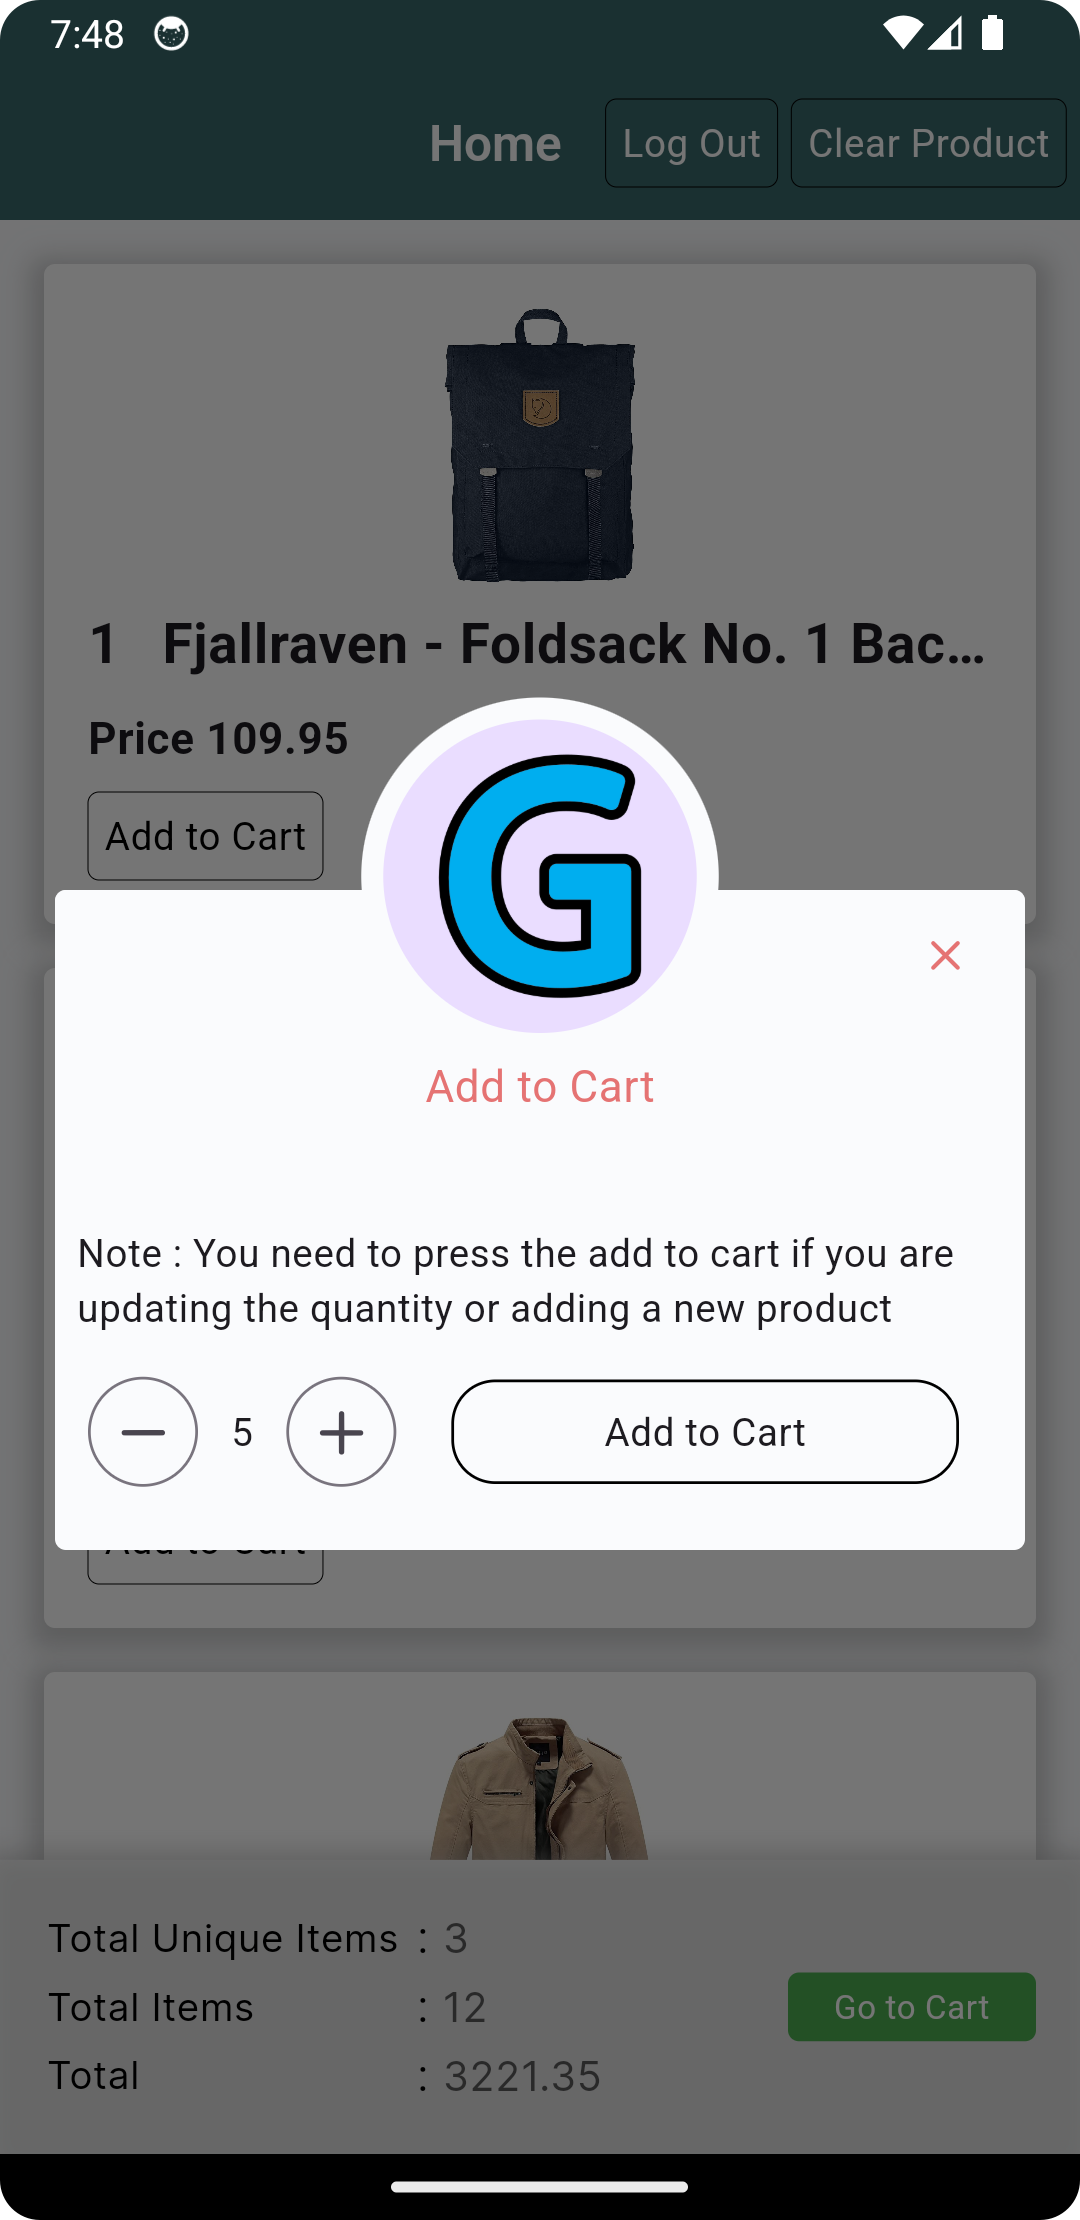 7:48
Home
Log Out
Clear Product
1 Fjallraven - Foldsack No. 1 Bac...
Price 109.95
Add to Cart
G
Add to Cart
Note : You need to press the add to cart if you are
updating the quantity or adding a new product
5
Add to Cart
Add to Cart
Total Unique Items : 3
Total Items : 12
Go to Cart
Total : 3221.35